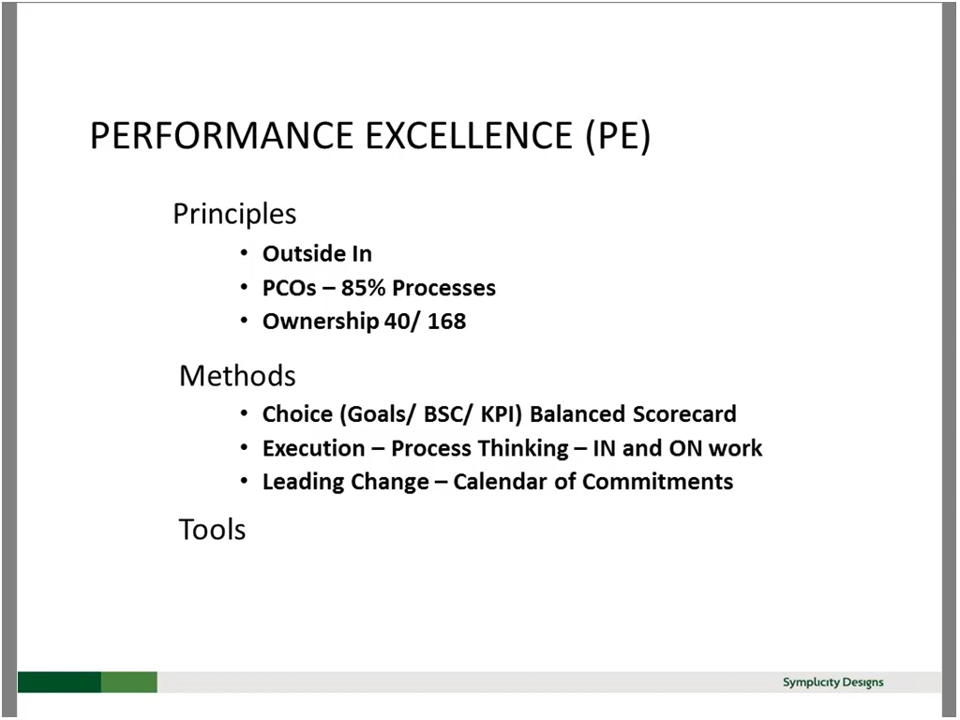 PERFORMANCE EXCELLENCE (PE)
Principles
• Outside In
• PCOs – 85% Processes
• Ownership 40/ 168
Methods
• Choice (Goals/ BSC/ KPI) Balanced Scorecard
• Execution – Process Thinking – IN and ON work
• Leading Change – Calendar of Commitments
Tools
Symplicity Designs